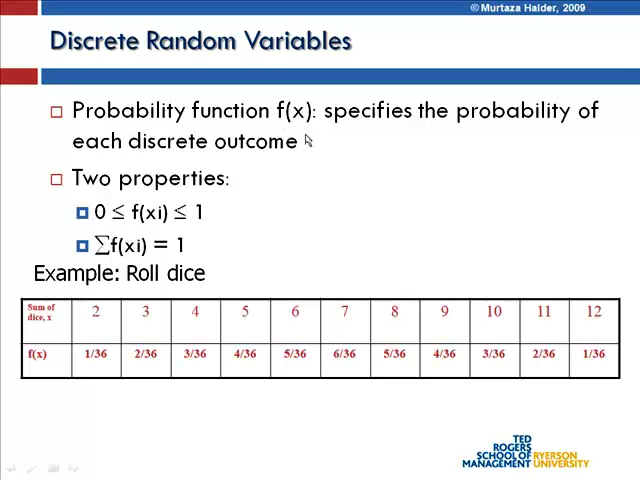 © Murtaza Halder, 2009
Discrete Random Variables
Probability function f(x): specifies the probability of
each discrete outcome
Two properties:
0 ≤ f(xi) ≤ 1
∑f(xi) = 1
Example: Roll dice
Sum of
dice, x
2 3 4 5 6 7 8 9 10 11 12
f(x) 1/36 2/36 3/36 4/36 5/36 6/36 5/36 4/36 3/36 2/36 1/36
TED
ROGERS
SCHOOL OF RYERSON
MANAGEMENT UNIVERSITY